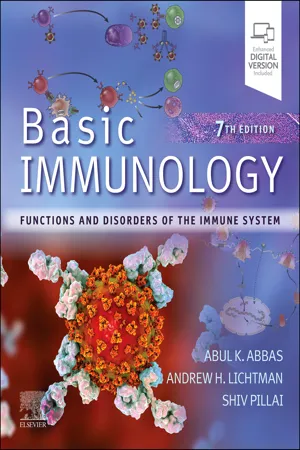 Enhanced
DIGITAL
VERSION
Included
Basic
7TH EDITION
IMMUNOLOGY
FUNCTIONS AND DISORDERS OF THE IMMUNE SYSTEM
ABUL K. ABBAS
ANDREW H. LICHTMAN
SHIV PILLAI
ELSEVIER